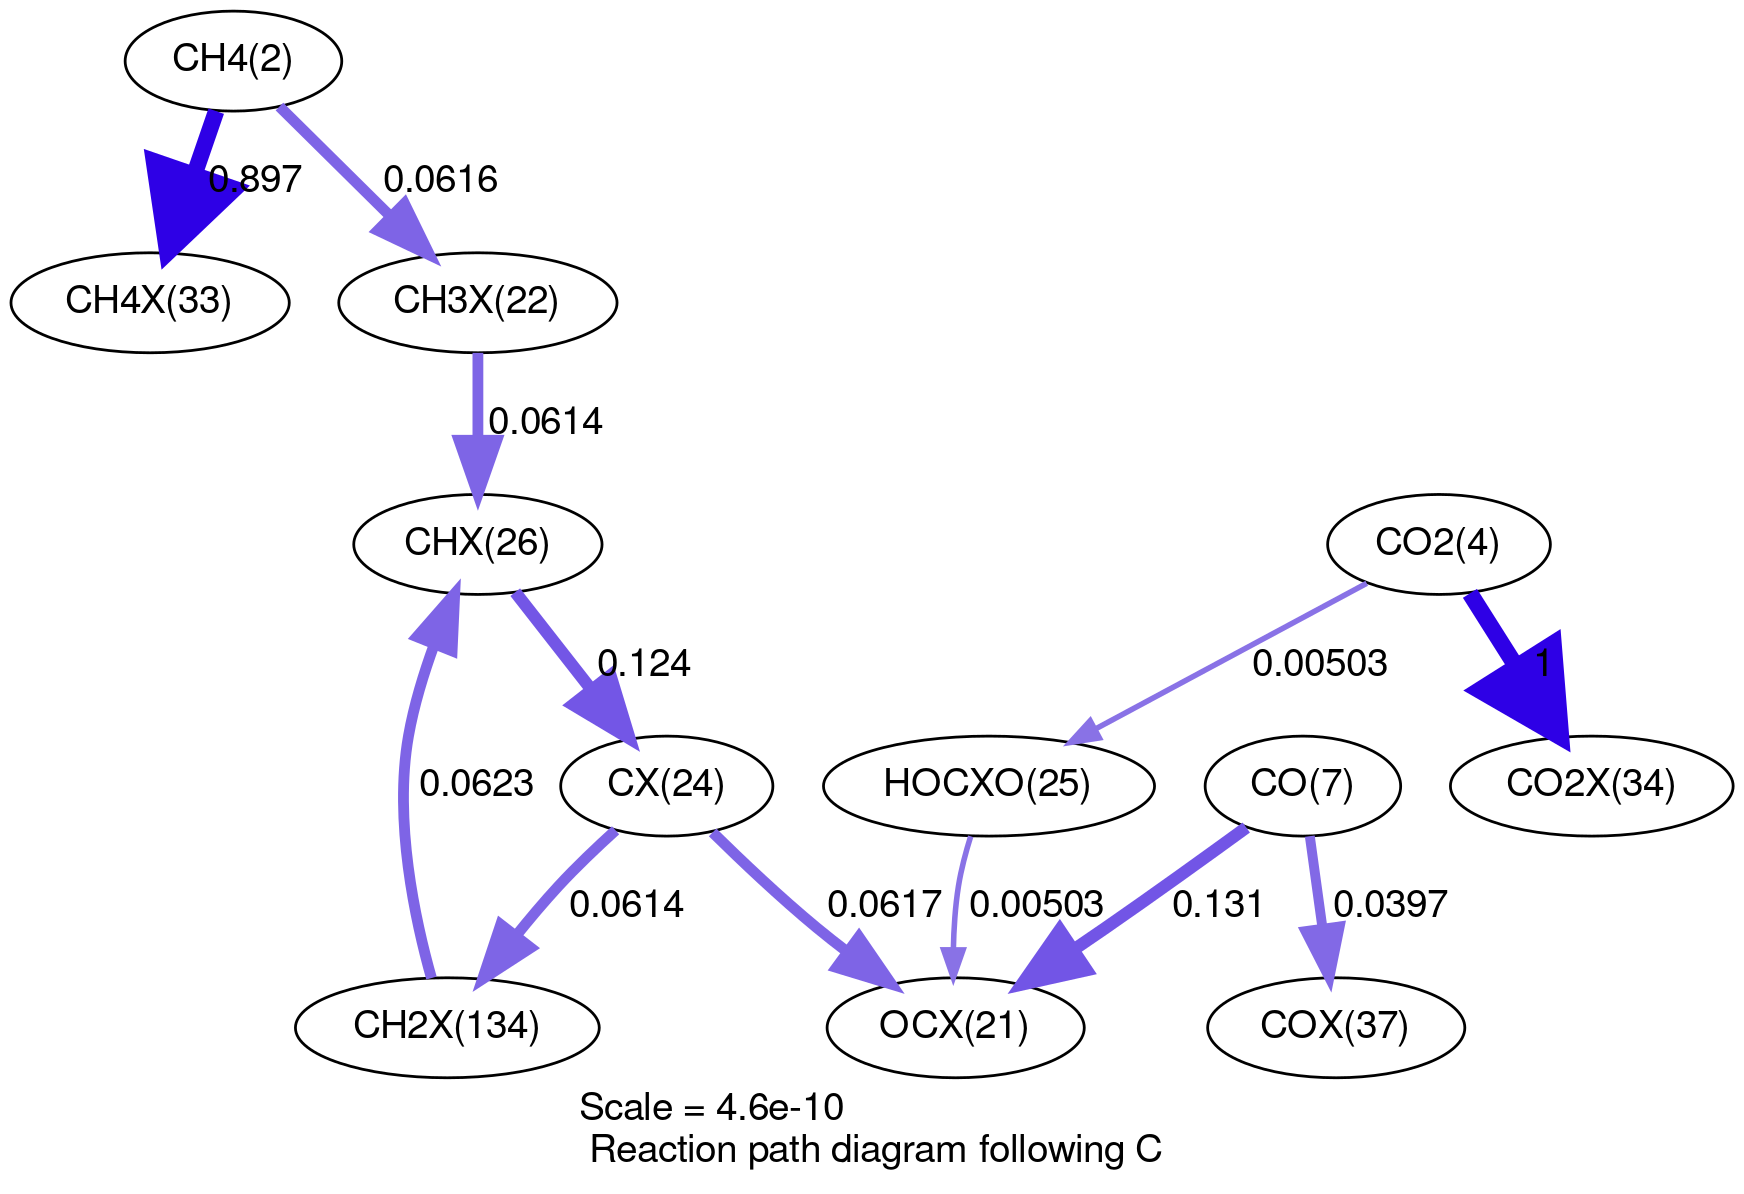 CH4(2)
0.897
0.0616
CH4X(33)
CH3X(22)
0.0614
CHX(26)
CO2(4)
0.124
0.00503
1
0.0623
CX(24)
HOCXO(25)
CO(7)
CO2X(34)
0.0614
0.0617
0.00503
0.131
0.0397
CH2X(134)
OCX(21)
COX(37)
Scale = 4.6e-10
Reaction path diagram following C